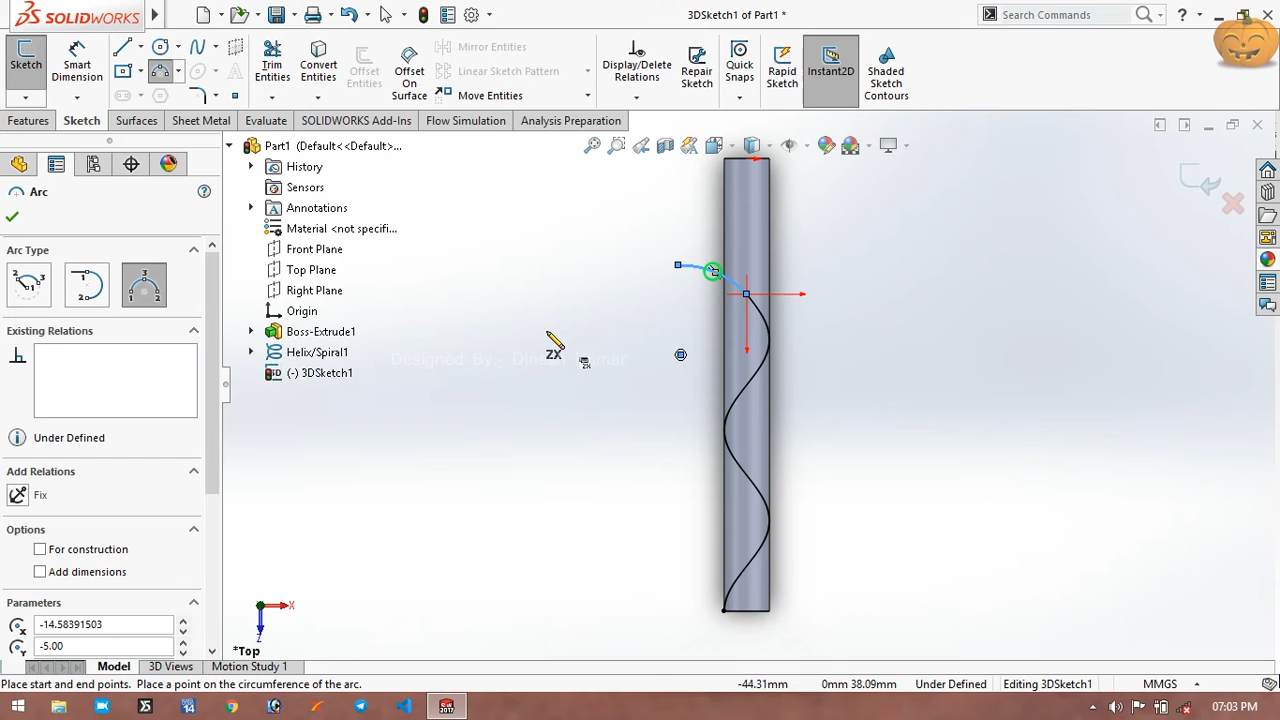 SOLIDWORKS
3DSketch1 of Part1 *
Search Commands
?
Sketch
Smart Dimension
Trim Entities
Convert Entities
Offset Entities
Offset On Surface
Mirror Entities
Linear Sketch Pattern
Move Entities
Display/Delete Relations
Repair Sketch
Quick Snaps
Rapid Sketch
Instant2D
Shaded Sketch Contours
Features
Sketch
Surfaces
Sheet Metal
Evaluate
SOLIDWORKS Add-Ins
Flow Simulation
Analysis Preparation
Arc
Arc Type
Existing Relations
Under Defined
Add Relations
Fix
Options
For construction
Add dimensions
Parameters
-14.58391503
-5.00
Part1 (Default<<Default>...
History
Sensors
Annotations
Material <not specifi...
Front Plane
Top Plane
Right Plane
Origin
Boss-Extrude1
Helix/Spiral1
(-) 3DSketch1
ZX
X
Z
*Top
Model
3D Views
Motion Study 1
Place start and end points. Place a point on the circumference of the arc.
-44.31mm
0mm 38.09mm
Under Defined
Editing 3DSketch1
MMGS
07:03 PM